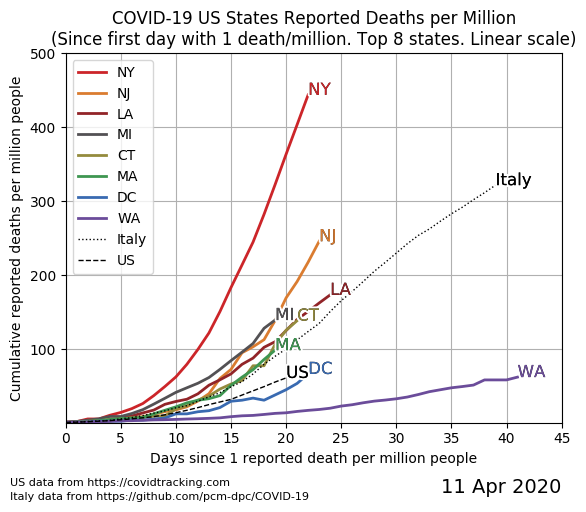 COVID-19 US States Reported Deaths per Million
(Since first day with 1 death/million. Top 8 states. Linear scale)
Cumulative reported deaths per million people
500
400
300
200
100
NY
NJ
LA
MI
CT
MA
DC
WA
Italy
US
NY
Italy
NJ
LA
MI
CT
MA
US
DC
WA
0
5
10
15
20
25
30
35
40
45
Days since 1 reported death per million people
US data from https://covidtracking.com
Italy data from https://github.com/pcm-dpc/COVID-19
11 Apr 2020